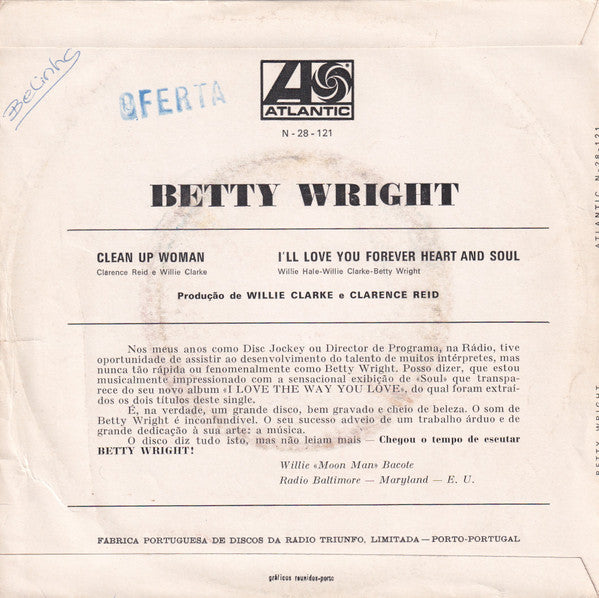 Belinha
OFERTA
ATLANTIC
N - 28 - 121
BETTY WRIGHT
CLEAN UP WOMAN
Clarence Reid e Willie Clarke
I'LL LOVE YOU FOREVER HEART AND SOUL
Willie Hale-Willie Clarke-Betty Wright
Produção de WILLIE CLARKE e CLARENCE REID
Nos meus anos como Disc Jockey ou Director de Programa, na Rádio, tive
oportunidade de assistir ao desenvolvimento do talento de muitos intérpretes, mas
nunca tão rápida ou fenomenalmente como Betty Wright. Posso dizer, que estou
musicalmente impressionado com a sensacional exibição de «Soul» que transpa-
rece do seu novo album «I LOVE THE WAY YOU LOVE», do qual foram extraí-
dos os dois títulos deste single.
É, na verdade, um grande disco, bem gravado e cheio de beleza. O som de
Betty Wright é inconfundível. O seu sucesso adveio de um trabalho árduo e de
grande dedicação à sua arte: a música.
O disco diz tudo isto, mas não leiam mais — Chegou o tempo de escutar
BETTY WRIGHT!
Willie «Moon Man» Bacote
Radio Baltimore — Maryland — E. U.
FÁBRICA PORTUGUESA DE DISCOS DA RÁDIO TRIUNFO, LIMITADA — PORTO-PORTUGAL
gráficos reunidos-porto
ATLANTIC N-28-121
BETTY WRIGHT